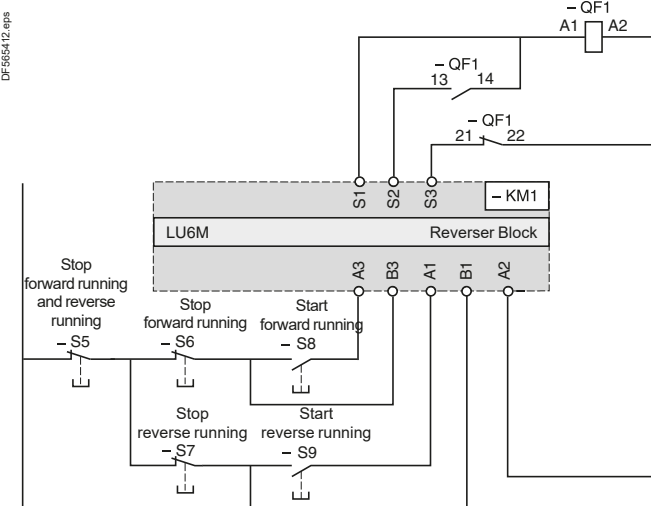 DF565412.eps
– QF1
A1 A2
– QF1
13 14
– QF1
21 22
S1 S2 S3
– KM1
LU6M Reverser Block
A3 B3 A1 B1 A2
Stop
forward running
and reverse
running
– S5
Stop
forward running
– S6
Start
forward running
– S8
Stop
reverse running
– S7
Start
reverse running
– S9